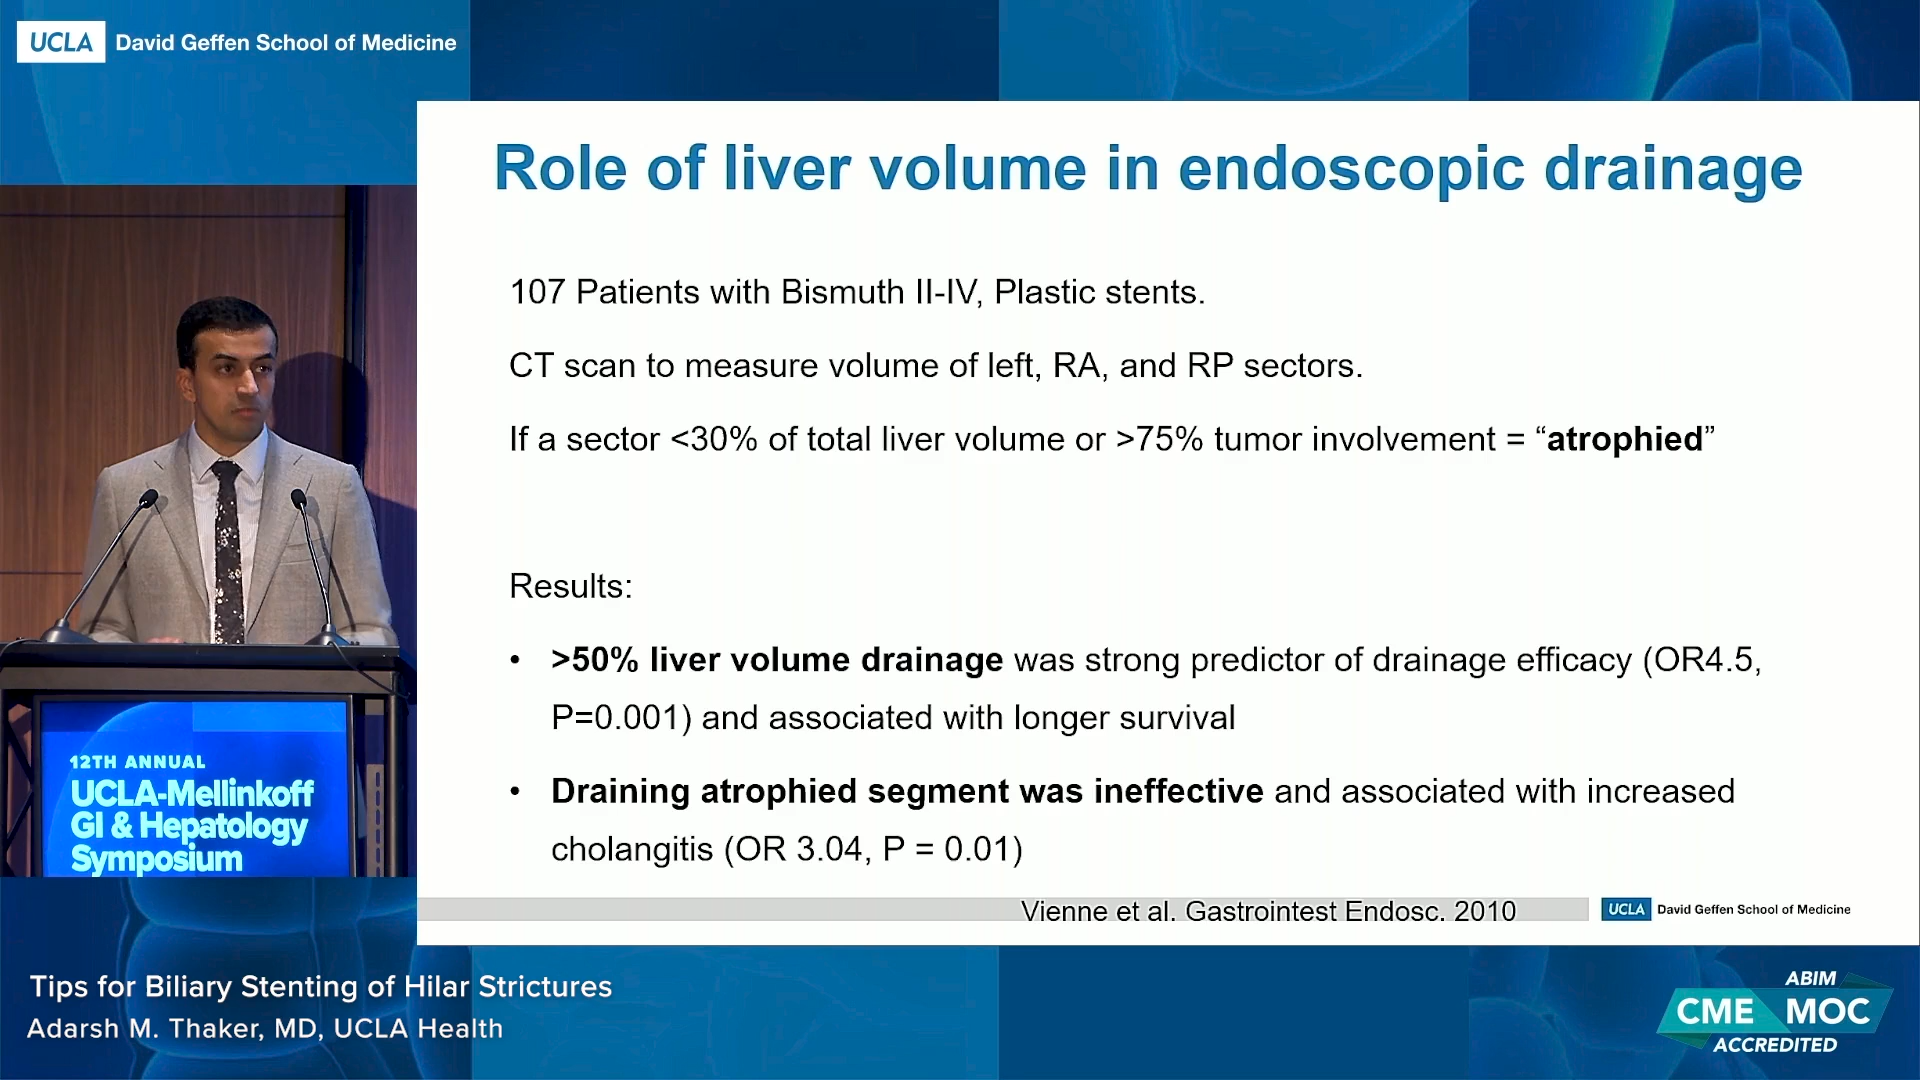 UCLA David Geffen School of Medicine
Role of liver volume in endoscopic drainage
107 Patients with Bismuth II-IV, Plastic stents.
CT scan to measure volume of left, RA, and RP sectors.
If a sector <30% of total liver volume or >75% tumor involvement = “atrophied”
Results:
• >50% liver volume drainage was strong predictor of drainage efficacy (OR4.5,
P=0.001) and associated with longer survival
• Draining atrophied segment was ineffective and associated with increased
cholangitis (OR 3.04, P = 0.01)
Vienne et al. Gastrointest Endosc. 2010
UCLA David Geffen School of Medicine
12TH ANNUAL
UCLA-Mellinkoff
GI & Hepatology
Symposium
Tips for Biliary Stenting of Hilar Strictures
Adarsh M. Thaker, MD, UCLA Health
ABIM
CME MOC
ACCREDITED